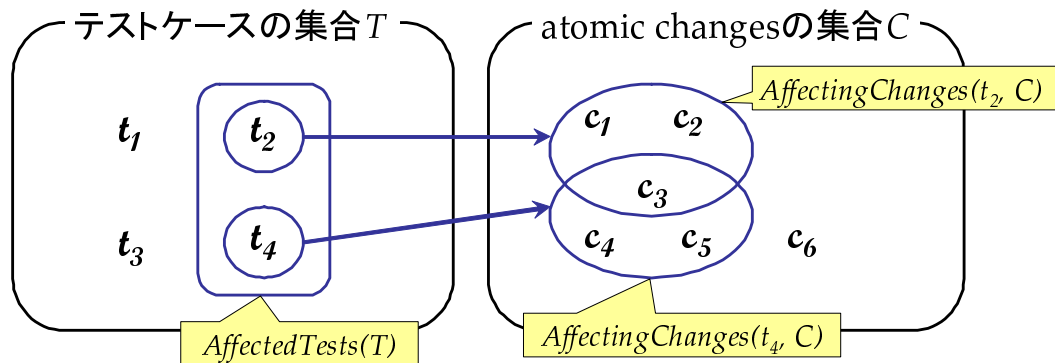 テストケースの集合T
atomic changesの集合C
AffectingChanges(t2, C)
t1
t2
c1
c2
c3
t3
t4
c4
c5
c6
AffectedTests(T)
AffectingChanges(t4, C)